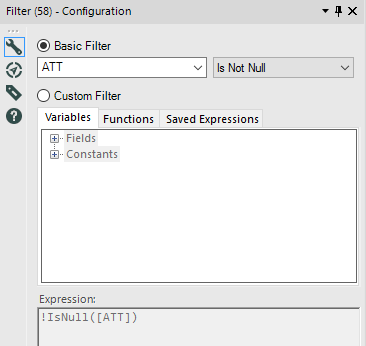 Filter (58) - Configuration
Basic Filter
ATT Is Not Null
Custom Filter
Variables Functions Saved Expressions
Fields
Constants
Expression:
!IsNull([ATT])